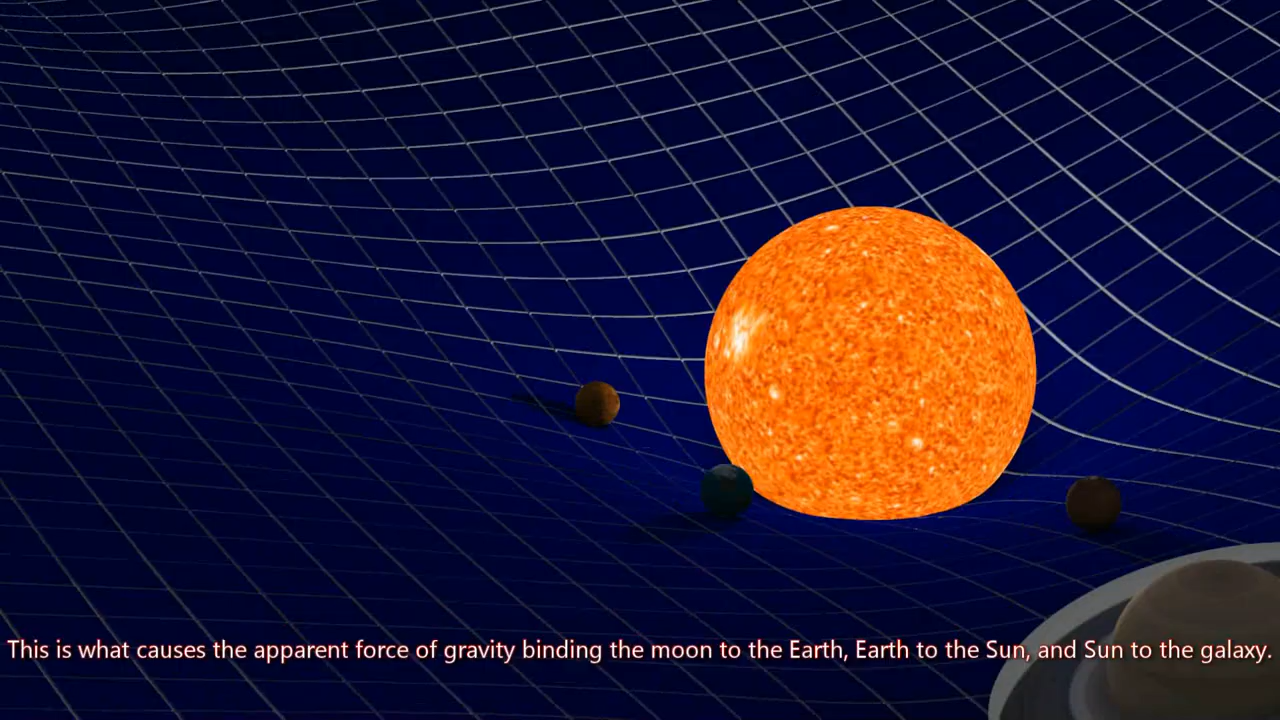 This is what causes the apparent force of gravity binding the moon to the Earth, Earth to the Sun, and Sun to the galaxy.